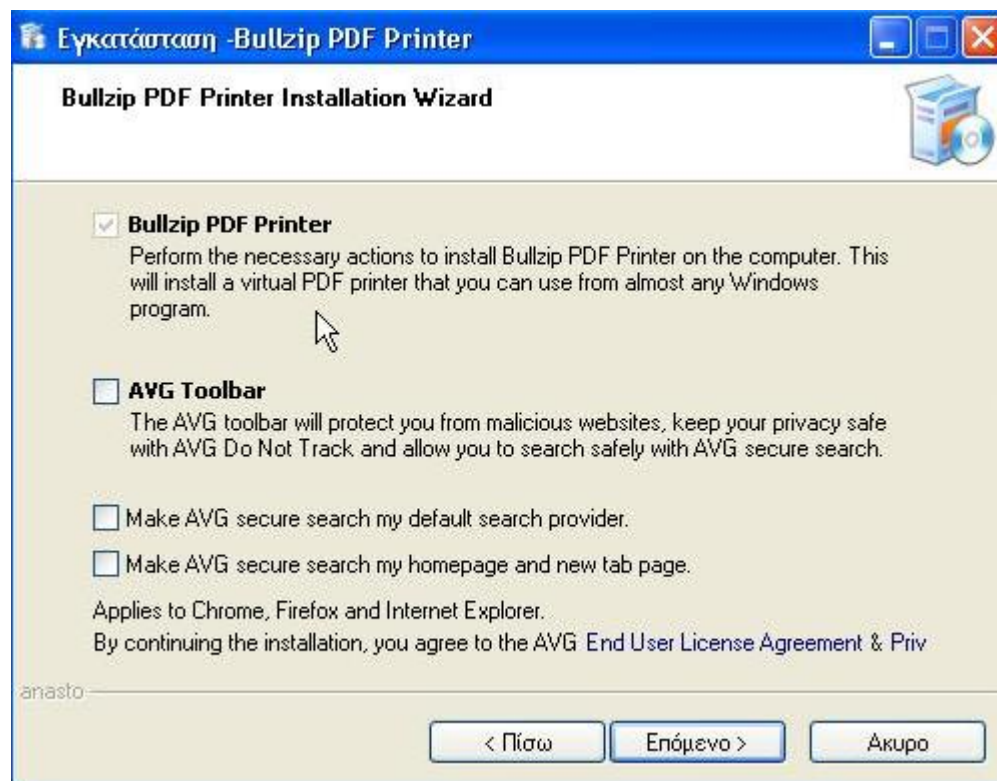 Εγκατάσταση -Bullzip PDF Printer
Bullzip PDF Printer Installation Wizard
Bullzip PDF Printer
Perform the necessary actions to install Bullzip PDF Printer on the computer. This
will install a virtual PDF printer that you can use from almost any Windows
program.
AVG Toolbar
The AVG toolbar will protect you from malicious websites, keep your privacy safe
with AVG Do Not Track and allow you to search safely with AVG secure search.
Make AVG secure search my default search provider.
Make AVG secure search my homepage and new tab page.
Applies to Chrome, Firefox and Internet Explorer.
By continuing the installation, you agree to the AVG End User License Agreement & Priv
anasto
< Πίσω Επόμενο > Ακυρο